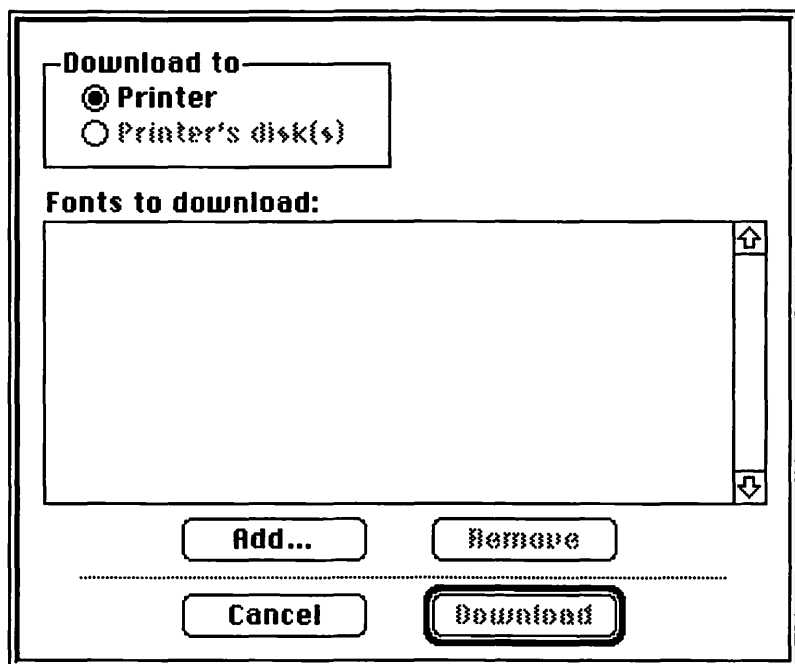 Download to
Printer
Printer's disk(s)
Fonts to download:
Add...
Remove
Cancel
Download